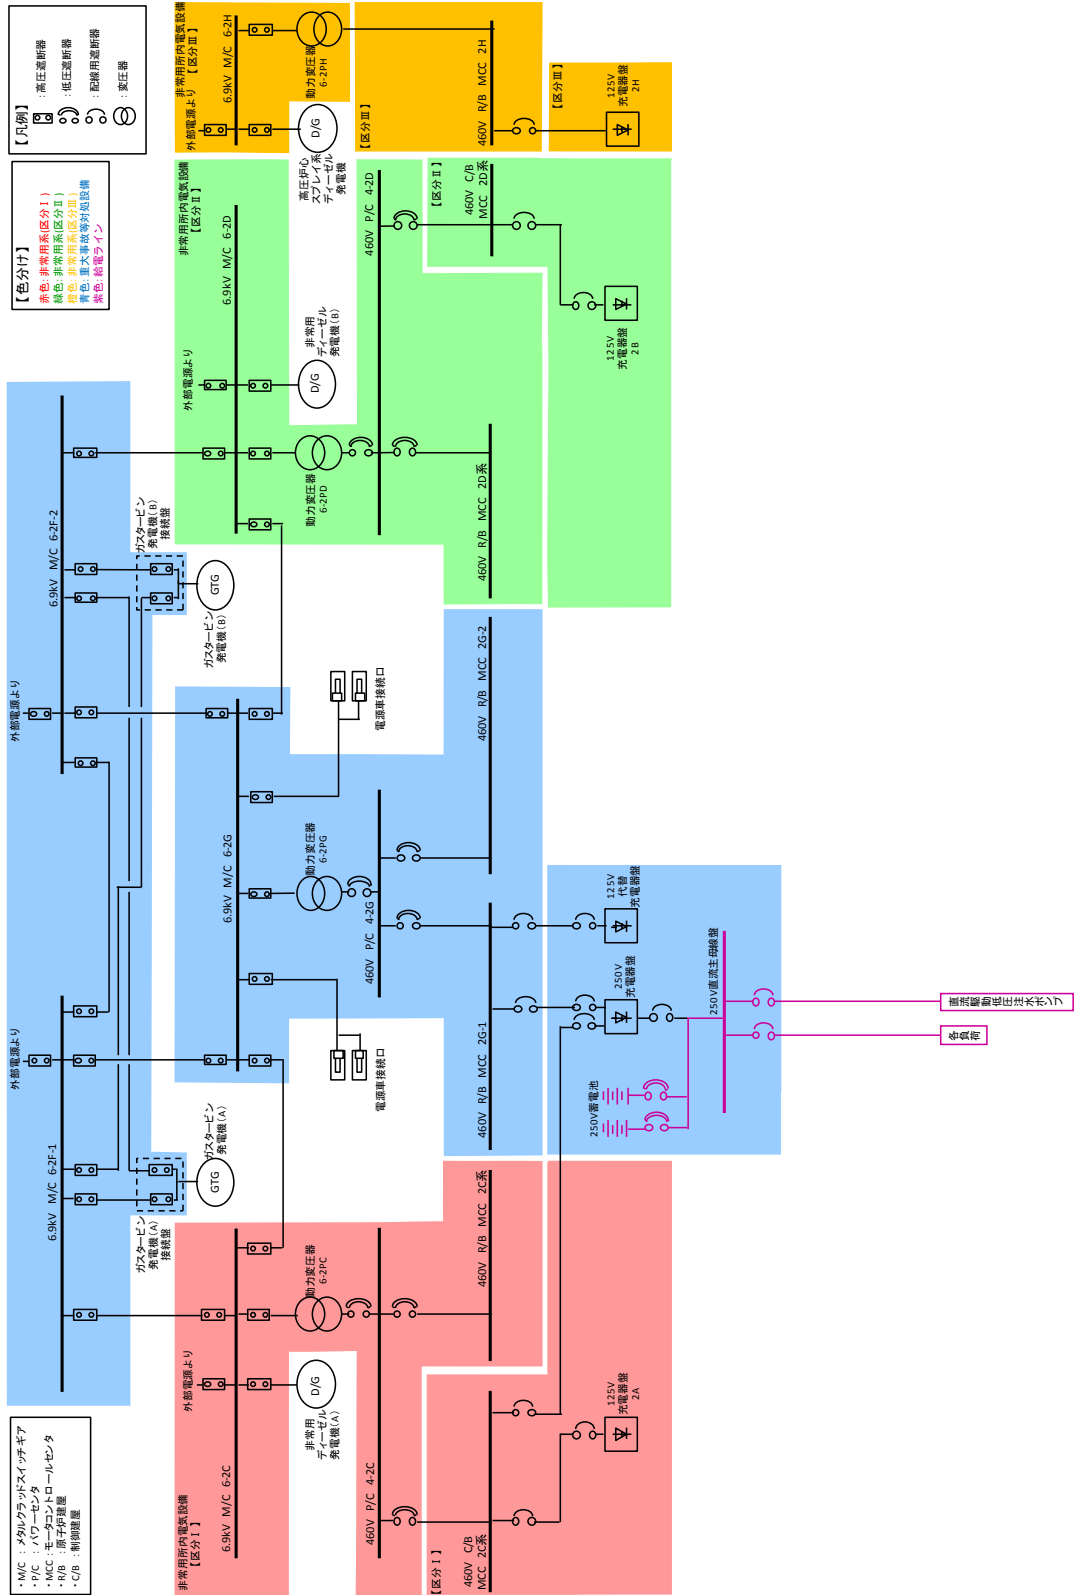 ・M/C ：メタルクラッドスイッチギア
・P/C ：パワーセンタ
・MCC：モータコントロールセンタ
・R/B ：原子炉建屋
・C/B ：制御建屋
【色分け】
赤色：非常用系(区分Ⅰ)
緑色：非常用系(区分Ⅱ)
橙色：非常用系(区分Ⅲ)
青色：重大事故等対処設備
紫色：給電ライン
【凡例】
：高圧遮断器
：低圧遮断器
：配線用遮断器
：変圧器
外部電源より
6.9kV M/C 6-2F-1
外部電源より
6.9kV M/C 6-2F-2
ガスタービン
発電機(A)
接続盤
GTG
ガスタービン
発電機(A)
ガスタービン
発電機(B)
接続盤
GTG
ガスタービン
発電機(B)
非常用所内電気設備
【区分Ⅰ】
外部電源より
6.9kV M/C 6-2C
D/G
非常用
ディーゼル
発電機(A)
動力変圧器
6-2PC
460V P/C 4-2C
460V R/B MCC 2C系
【区分Ⅰ】
460V C/B
MCC 2C系
125V
充電器盤
2A
6.9kV M/C 6-2G
電源車接続口
電源車接続口
動力変圧器
6-2PG
460V P/C 4-2G
460V R/B MCC 2G-1
460V R/B MCC 2G-2
250V
充電器盤
125V
代替
充電器盤
250V蓄電池
250V直流主母線盤
各負荷
直流駆動低圧注水ポンプ
非常用所内電気設備
【区分Ⅱ】
外部電源より
6.9kV M/C 6-2D
D/G
非常用
ディーゼル
発電機(B)
動力変圧器
6-2PD
460V P/C 4-2D
460V R/B MCC 2D系
【区分Ⅱ】
460V C/B
MCC 2D系
125V
充電器盤
2B
非常用所内電気設備
【区分Ⅲ】
外部電源より
6.9kV M/C 6-2H
D/G
高圧炉心
スプレイ系
ディーゼル
発電機
動力変圧器
6-2PH
【区分Ⅲ】
460V R/B MCC 2H
【区分Ⅲ】
125V
充電器盤
2H